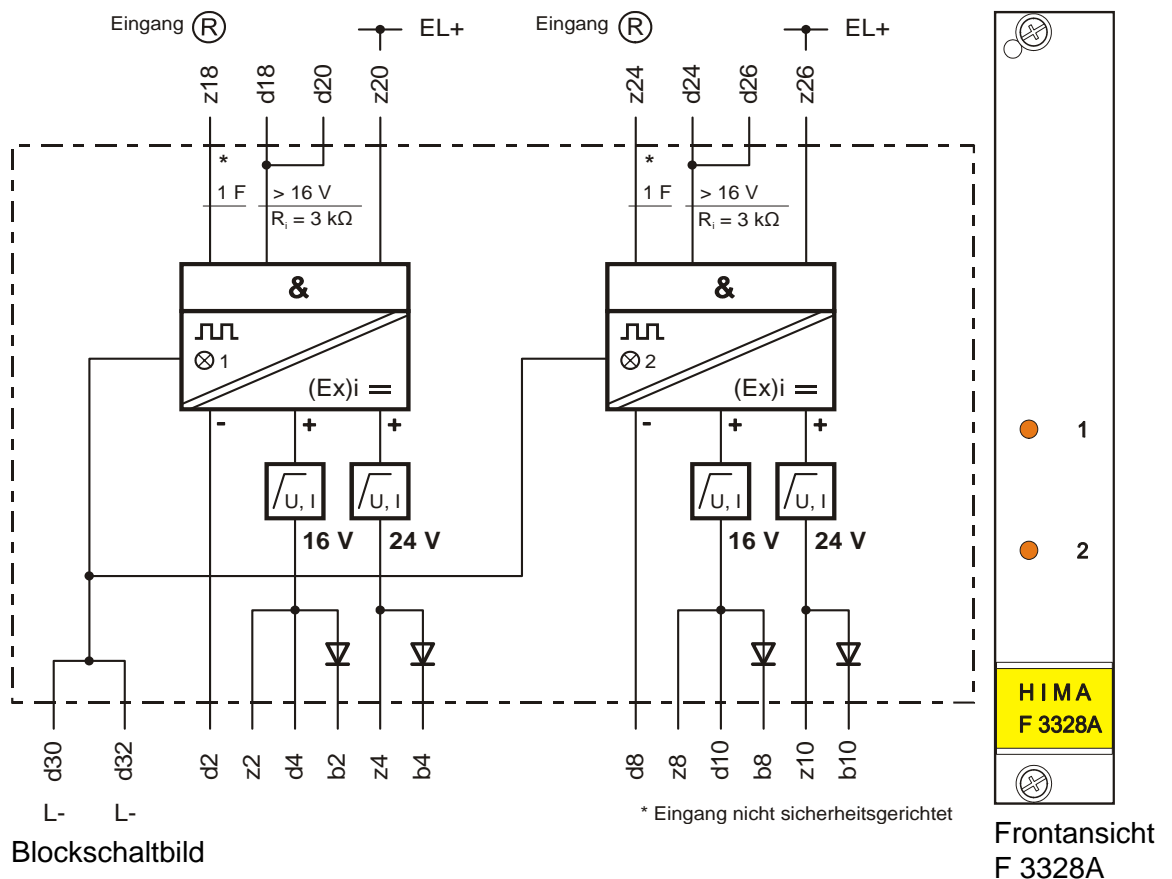 Eingang R EL+ Eingang R EL+
z18 d18 d20 z20 z24 d24 d26 z26
* *
1 F > 16 V 1 F > 16 V
Ri = 3 kΩ Ri = 3 kΩ
& &
1 2
(Ex)i (Ex)i
- + + - + +
U, I U, I U, I U, I
16 V 24 V 16 V 24 V
1
2
HIMA
F 3328A
d30 d32 d2 z2 d4 b2 z4 b4 d8 z8 d10 b8 z10 b10
L- L-
* Eingang nicht sicherheitsgerichtet
Blockschaltbild
Frontansicht
F 3328A